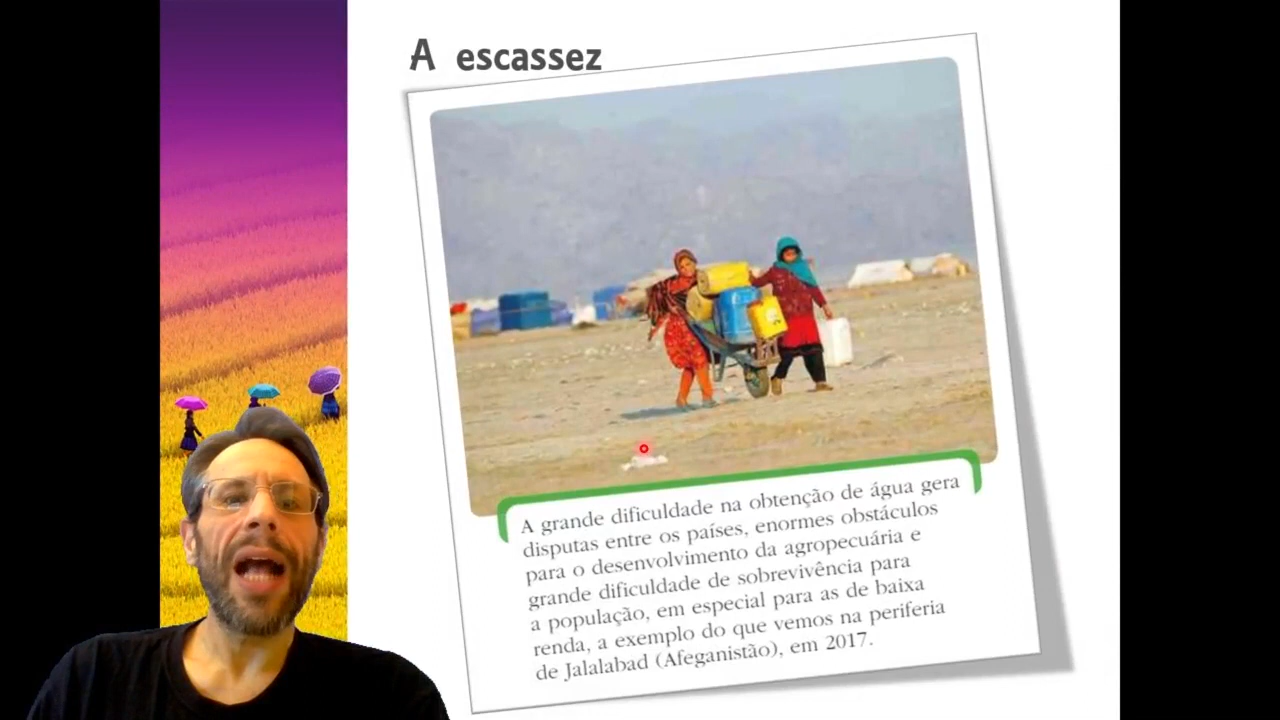 A escassez
A grande dificuldade na obtenção de água gera
disputas entre os países, enormes obstáculos
para o desenvolvimento da agropecuária e
grande dificuldade de sobrevivência para
a população, em especial para as de baixa
renda, a exemplo do que vemos na periferia
de Jalalabad (Afeganistão), em 2017.